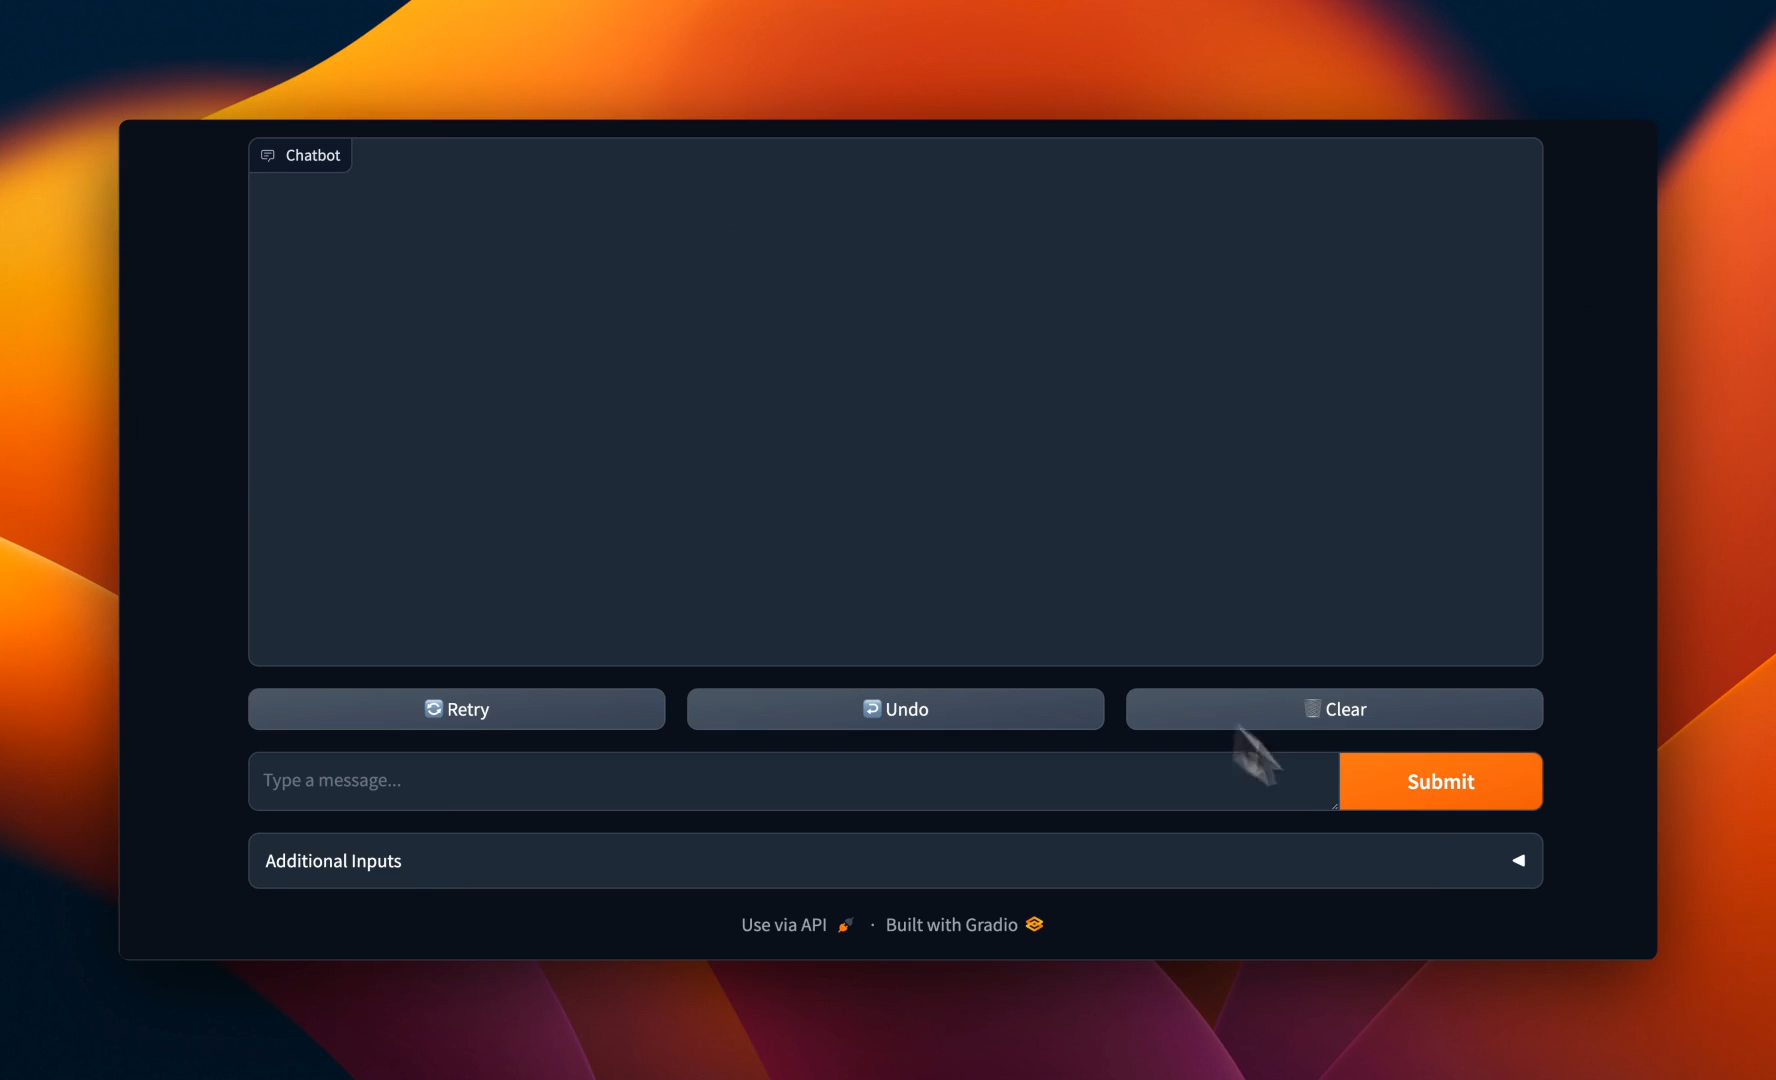 Chatbot
Retry
Undo
Clear
Type a message...
Submit
Additional Inputs
Use via API · Built with Gradio